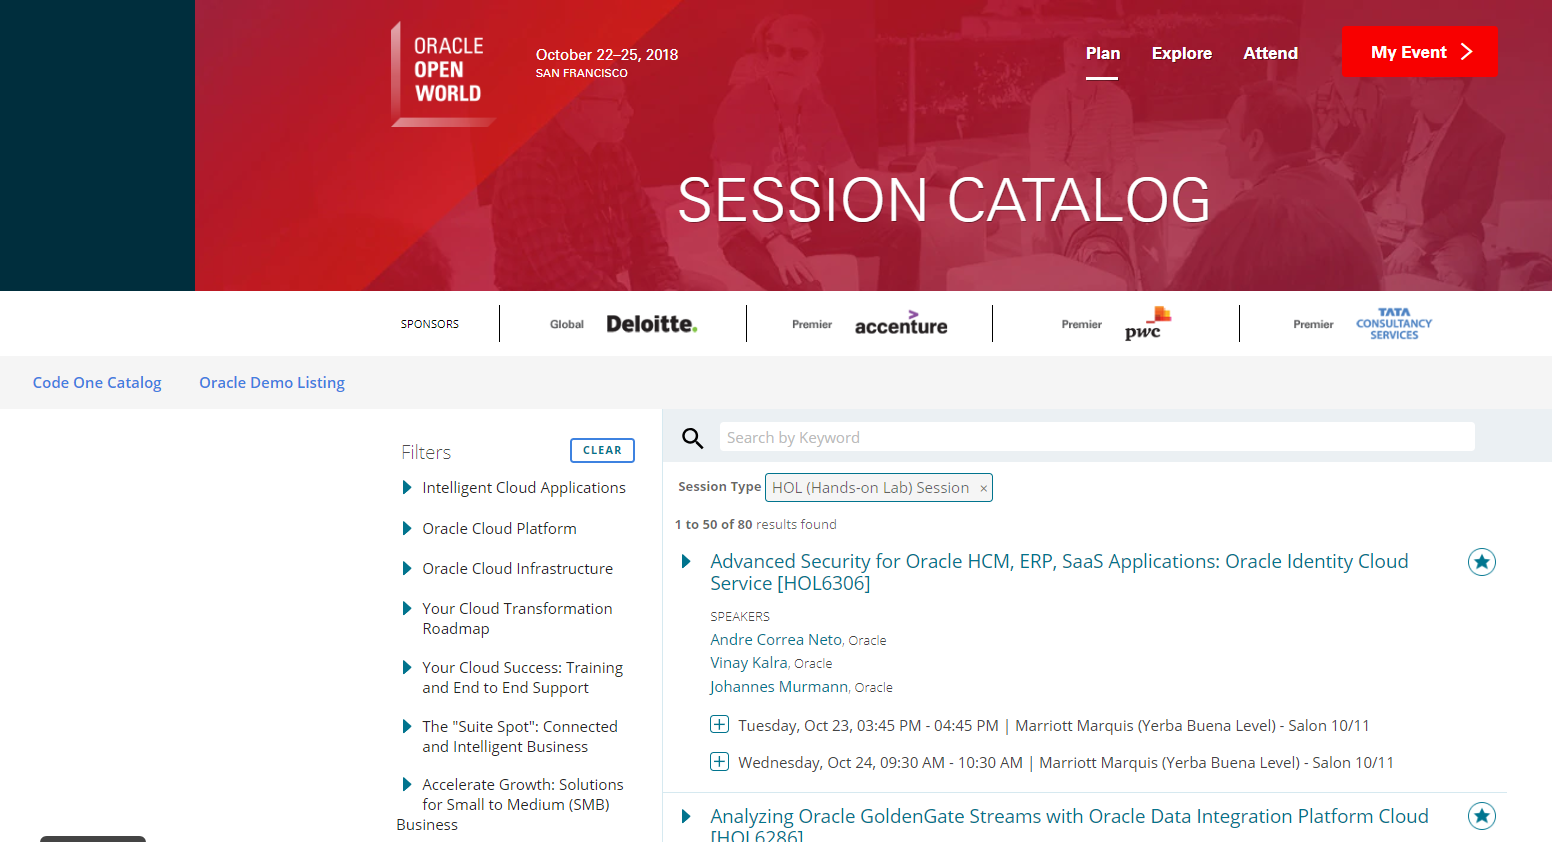 ORACLE
OPEN
WORLD
October 22–25, 2018
SAN FRANCISCO
Plan
Explore
Attend
My Event
SESSION CATALOG
SPONSORS
Global
Deloitte.
Premier
accenture
Premier
pwc
Premier
TATA
CONSULTANCY
SERVICES
Code One Catalog
Oracle Demo Listing
Filters
CLEAR
Intelligent Cloud Applications
Oracle Cloud Platform
Oracle Cloud Infrastructure
Your Cloud Transformation
Roadmap
Your Cloud Success: Training
and End to End Support
The "Suite Spot": Connected
and Intelligent Business
Accelerate Growth: Solutions
for Small to Medium (SMB)
Business
Search by Keyword
Session Type HOL (Hands-on Lab) Session ×
1 to 50 of 80 results found
Advanced Security for Oracle HCM, ERP, SaaS Applications: Oracle Identity Cloud
Service [HOL6306]
SPEAKERS
Andre Correa Neto, Oracle
Vinay Kalra, Oracle
Johannes Murmann, Oracle
Tuesday, Oct 23, 03:45 PM - 04:45 PM | Marriott Marquis (Yerba Buena Level) - Salon 10/11
Wednesday, Oct 24, 09:30 AM - 10:30 AM | Marriott Marquis (Yerba Buena Level) - Salon 10/11
Analyzing Oracle GoldenGate Streams with Oracle Data Integration Platform Cloud
[HOL6286]